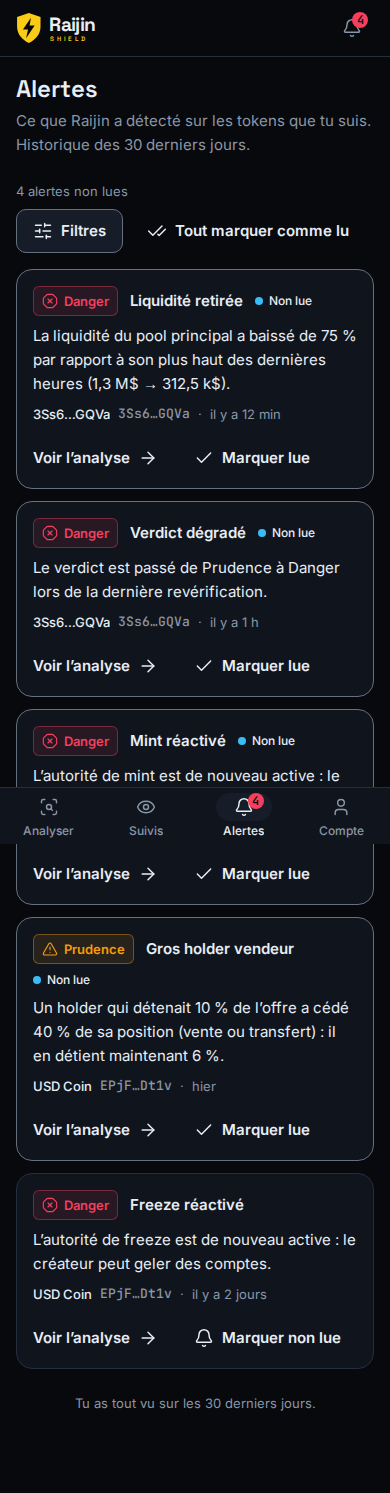 Raijin
SHIELD
4
Alertes
Ce que Raijin a détecté sur les tokens que tu suis.
Historique des 30 derniers jours.
4 alertes non lues
Filtres
Tout marquer comme lu
Danger Liquidité retirée Non lue
La liquidité du pool principal a baissé de 75 %
par rapport à son plus haut des dernières
heures (1,3 M$ → 312,5 k$).
3Ss6…GQVa 3Ss6…GQVa · il y a 12 min
Voir l’analyse → Marquer lue
Danger Verdict dégradé Non lue
Le verdict est passé de Prudence à Danger
lors de la dernière revérification.
3Ss6…GQVa 3Ss6…GQVa · il y a 1 h
Voir l’analyse → Marquer lue
Danger Mint réactivé Non lue
L’autorité de mint est de nouveau active : le
4
Analyser Suivis Alertes Compte
Voir l’analyse → Marquer lue
Prudence Gros holder vendeur
Non lue
Un holder qui détenait 10 % de l’offre a cédé
40 % de sa position (vente ou transfert) : il
en détient maintenant 6 %.
USD Coin EPjF…Dt1v · hier
Voir l’analyse → Marquer lue
Danger Freeze réactivé
L’autorité de freeze est de nouveau active : le
créateur peut geler des comptes.
USD Coin EPjF…Dt1v · il y a 2 jours
Voir l’analyse → Marquer non lue
Tu as tout vu sur les 30 derniers jours.